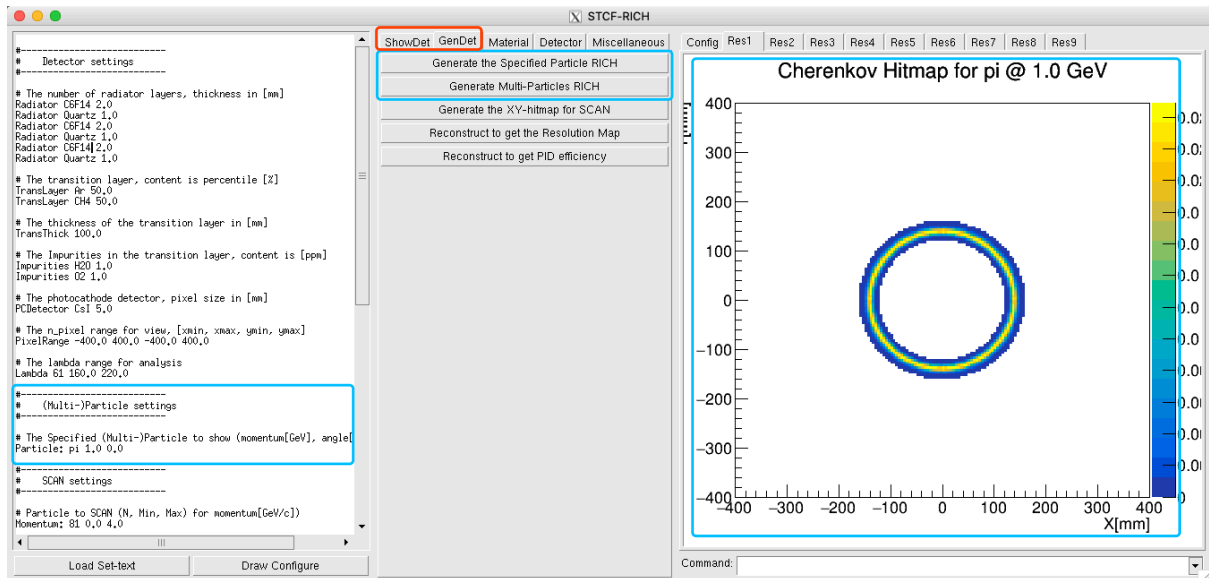 STCF-RICH
#---------------------------
# Detector settings
#---------------------------
# The number of radiator layers, thickness in [mm]
Radiator C6F14 2.0
Radiator Quartz 1.0
Radiator C6F14 2.0
Radiator Quartz 1.0
Radiator C6F14 2.0
Radiator Quartz 1.0
# The transition layer, content is percentile [%]
TransLayer Ar 50.0
TransLayer CH4 50.0
# The thickness of the transition layer in [mm]
TransThick 100.0
# The Impurities in the transition layer, content is [ppm]
Impurities H2O 1.0
Impurities O2 1.0
# The photocathode detector, pixel size in [mm]
PCDetector CsI 5.0
# The n_pixel range for view, [xmin, xmax, ymin, ymax]
PixelRange -400.0 400.0 -400.0 400.0
# The lambda range for analysis
Lambda 61 160.0 220.0
#---------------------------
# (Multi-)Particle settings
#---------------------------
# The Specified (Multi-)Particle to show (momentum[GeV], angle[
Particle: pi 1.0 0.0
#---------------------------
# SCAN settings
#---------------------------
# Particle to SCAN (N, Min, Max) for momentum[GeV/c])
Momentum: 81 0.0 4.0
Load Set-text
Draw Configure
ShowDet GenDet Material Detector Miscellaneous
Generate the Specified Particle RICH
Generate Multi-Particles RICH
Generate the XY-hitmap for SCAN
Reconstruct to get the Resolution Map
Reconstruct to get PID efficiency
Config Res1 Res2 Res3 Res4 Res5 Res6 Res7 Res8 Res9
Cherenkov Hitmap for pi @ 1.0 GeV
400
300
200
100
0
−100
−200
−300
−400
−400 −300 −200 −100 0 100 200 300 400
X[mm]
0
Command: